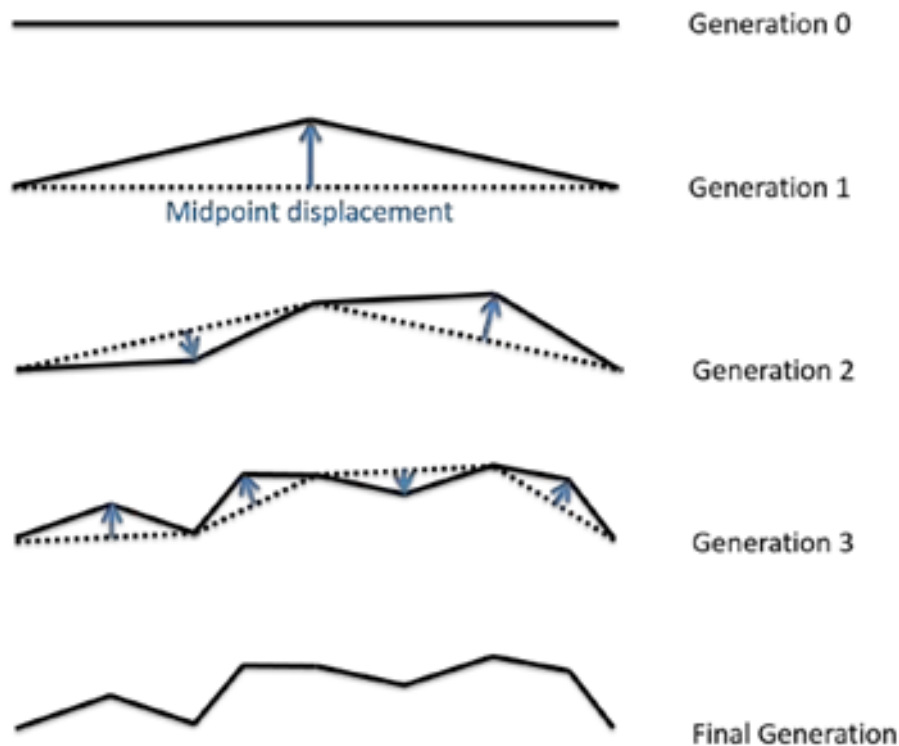 Generation 0
Generation 1
Midpoint displacement
Generation 2
Generation 3
Final Generation